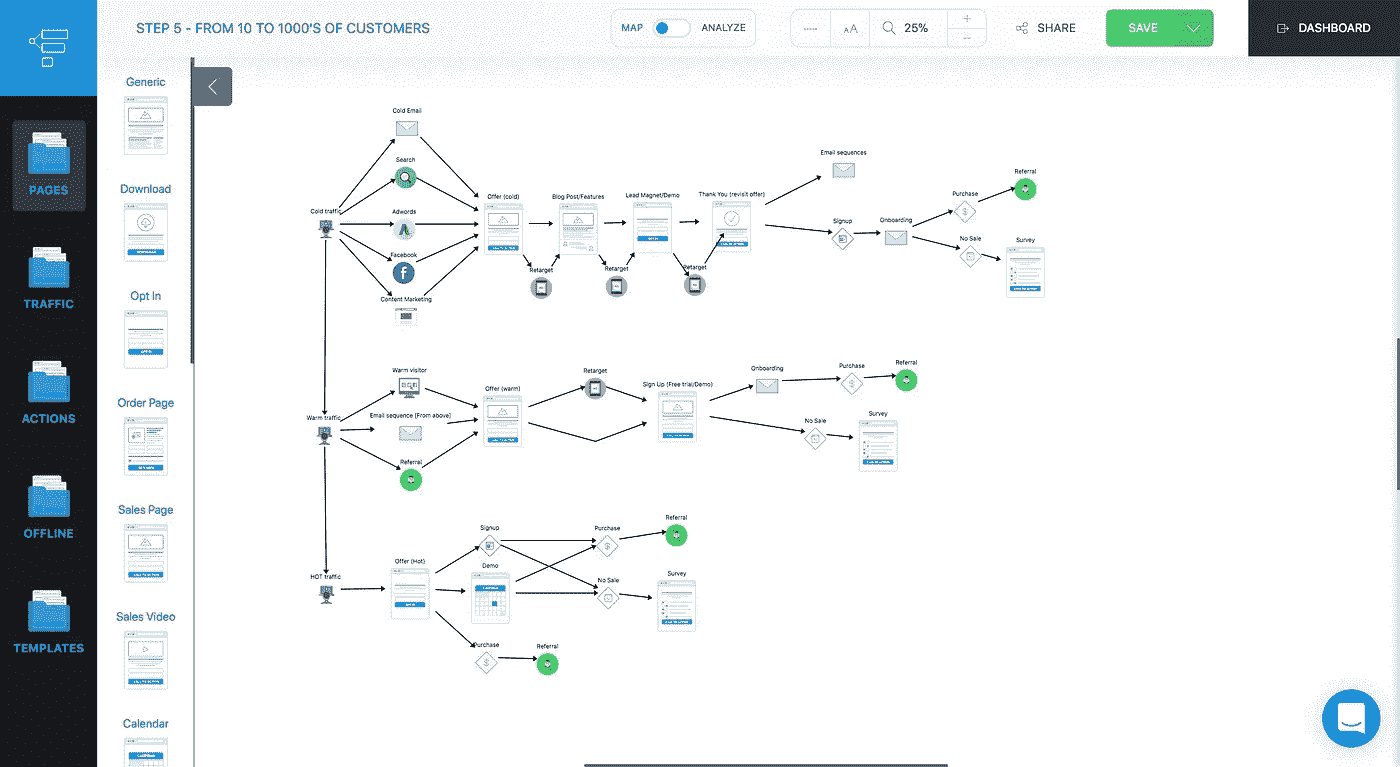 STEP 5 - FROM 10 TO 1000'S OF CUSTOMERS
MAP
ANALYZE
AA
25%
SHARE
SAVE
DASHBOARD
PAGES
TRAFFIC
ACTIONS
OFFLINE
TEMPLATES
Generic
Download
Opt In
Order Page
Sales Page
Sales Video
Calendar
Cold Email
Search
Cold traffic
Adwords
Facebook
Content Marketing
Offer (cold)
Blog Post/Features
Lead Magnet/Demo
Thank You (revisit offer)
Retarget
Retarget
Retarget
Email sequences
Signup
Onboarding
Purchase
Referral
No Sale
Survey
Warm visitor
Warm traffic
Email sequence (From above)
Referral
Offer (warm)
Retarget
Sign Up (Free trial/Demo)
Onboarding
Purchase
Referral
No Sale
Survey
HOT traffic
Offer (Hot)
Signup
Demo
Purchase
Referral
No Sale
Survey
Purchase
Referral